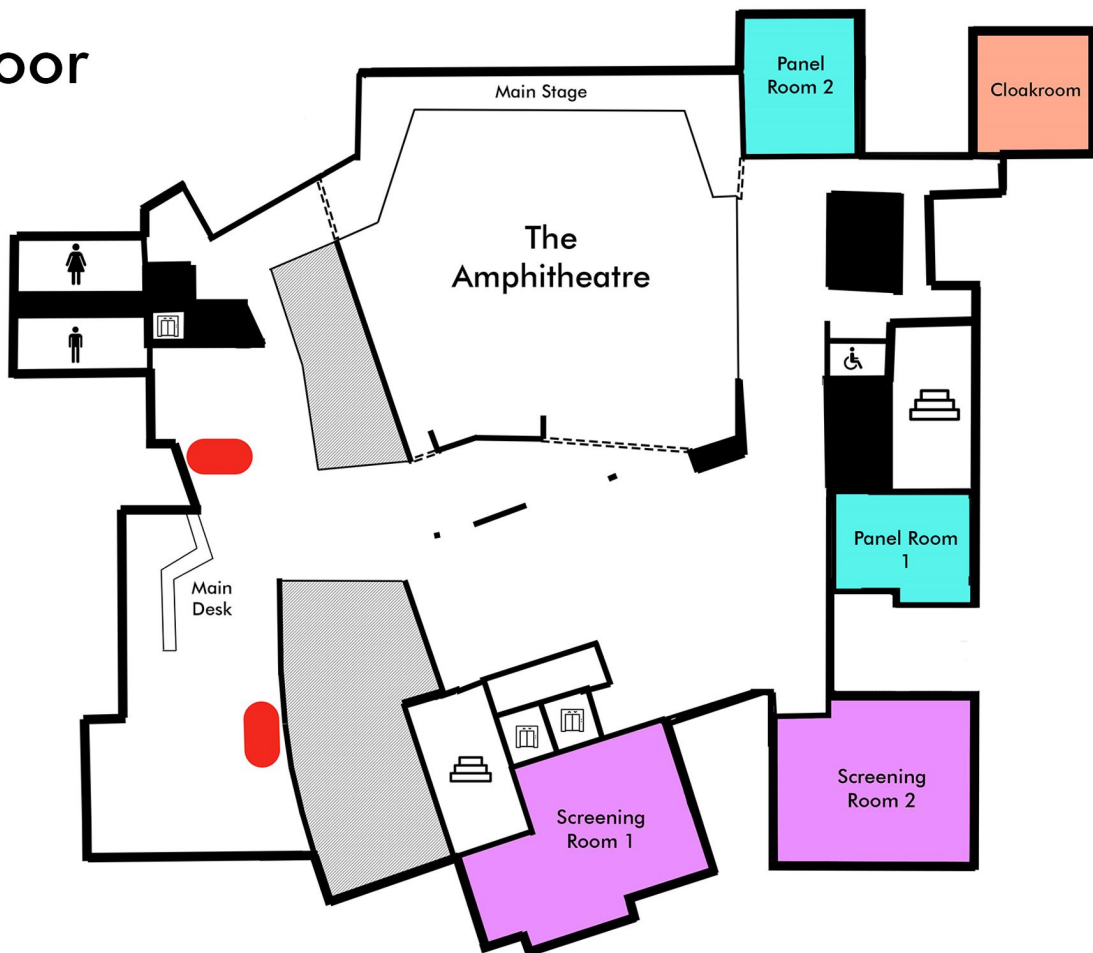 oor
Main Stage
Panel
Room 2
Cloakroom
The
Amphitheatre
Panel Room
1
Main
Desk
Screening
Room 1
Screening
Room 2